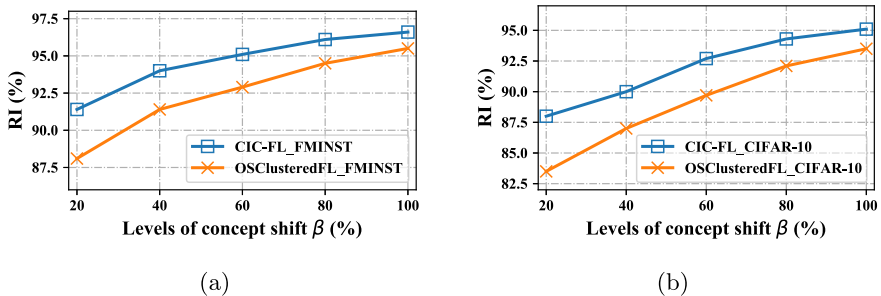 97.5
95.0
92.5
90.0
87.5
RI (%)
CIC-FL_FMINST
OSClusteredFL_FMINST
20 40 60 80 100
Levels of concept shift β (%)
(a)
95.0
92.5
90.0
87.5
85.0
82.5
RI (%)
CIC-FL_CIFAR-10
OSClusteredFL_CIFAR-10
20 40 60 80 100
Levels of concept shift β (%)
(b)